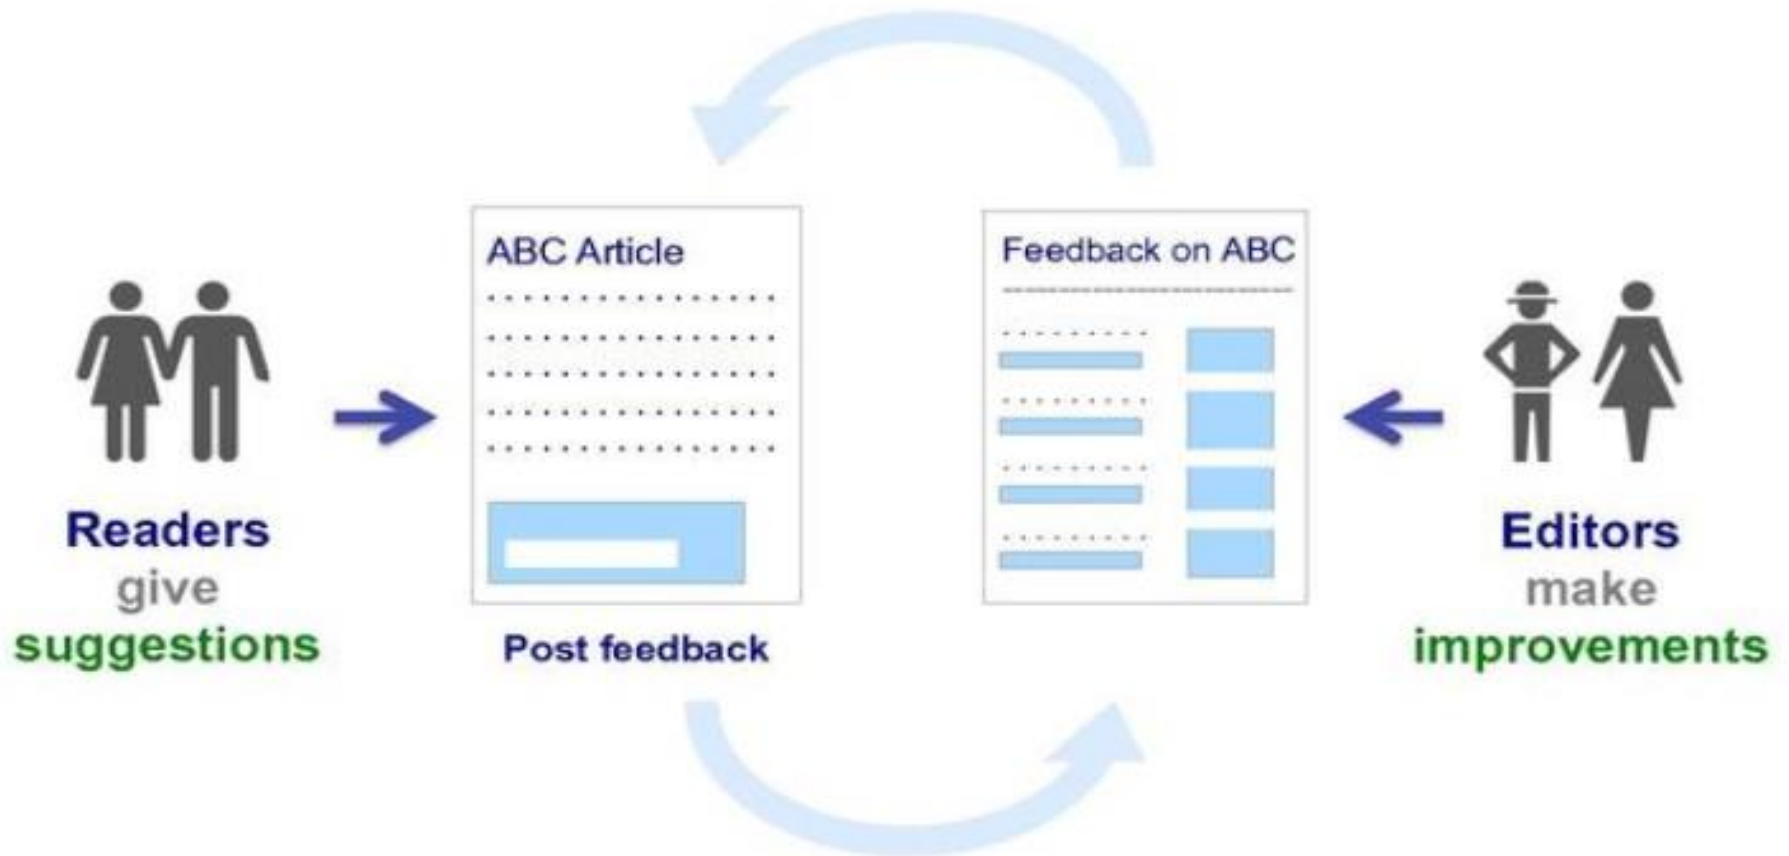 ABC Article
Feedback on ABC
Readers
give
suggestions
Post feedback
Editors
make
improvements